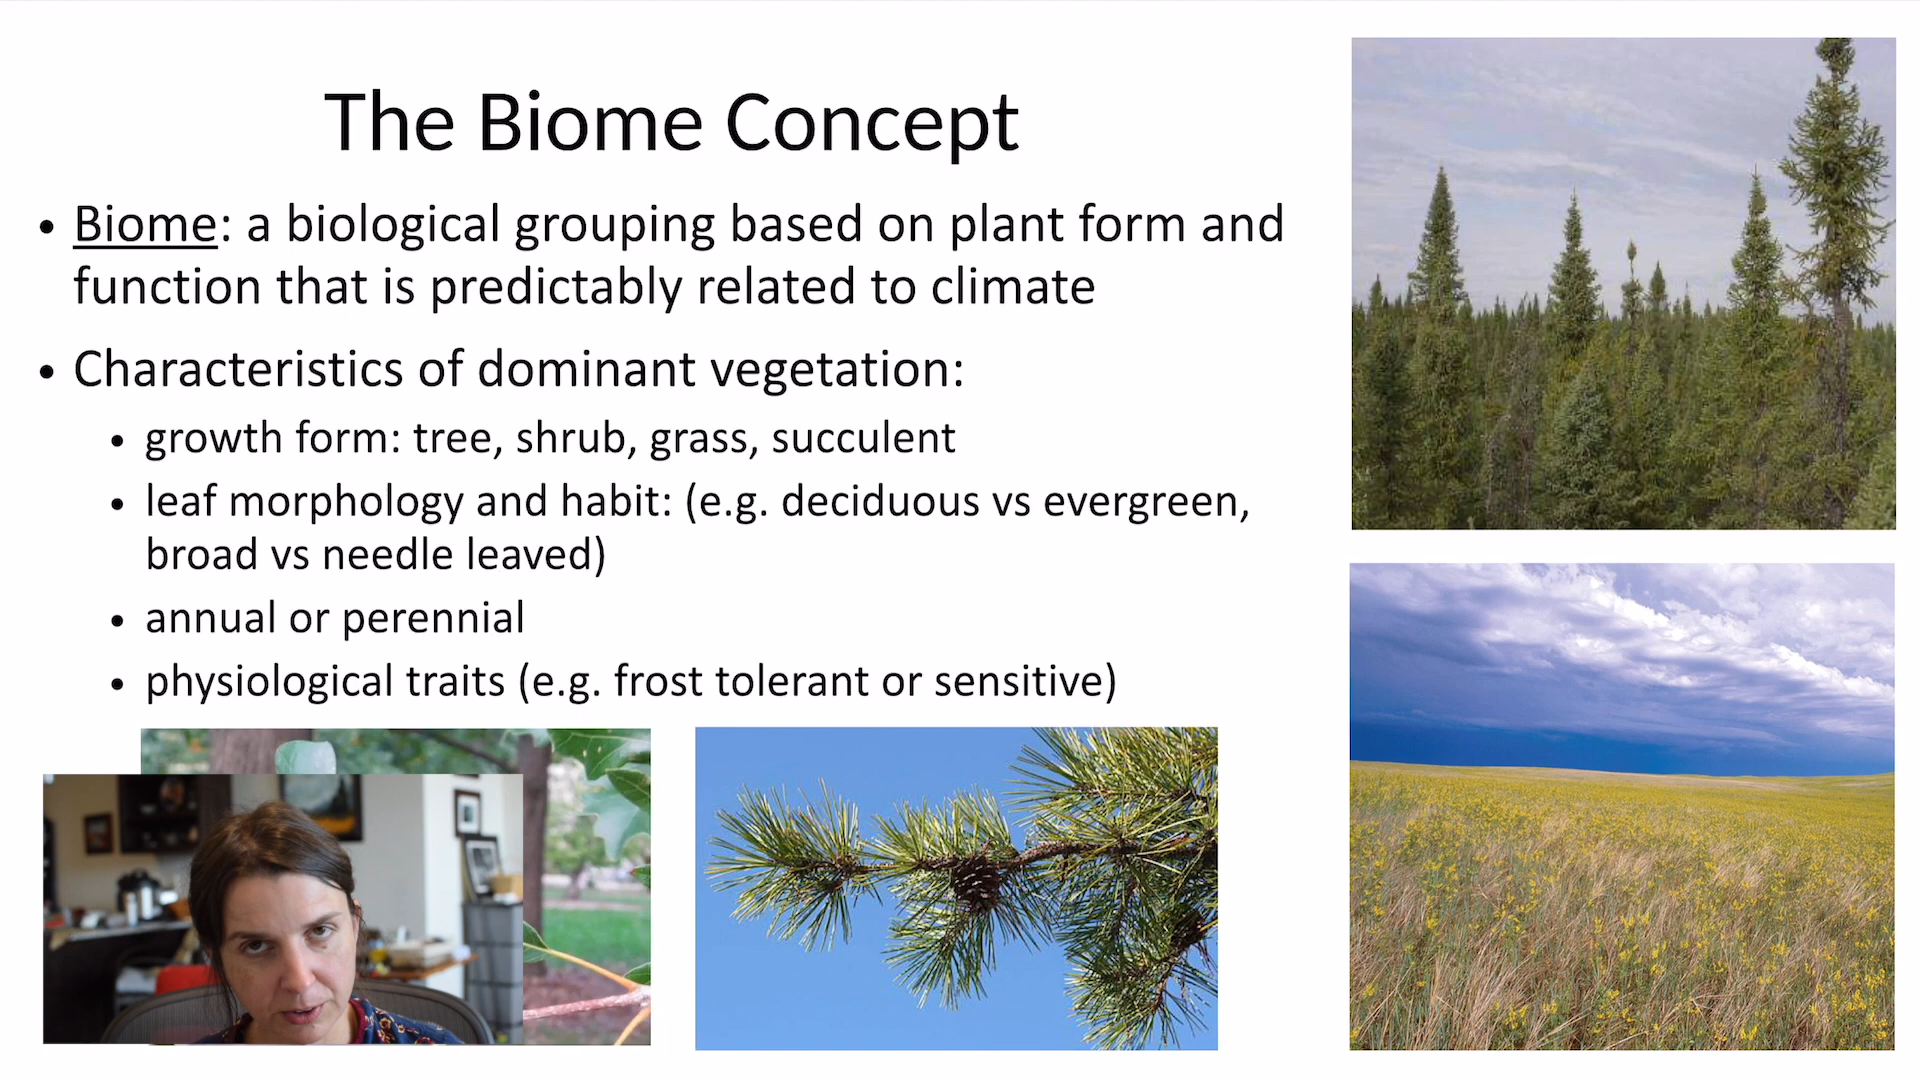 The Biome Concept
• Biome: a biological grouping based on plant form and
function that is predictably related to climate
• Characteristics of dominant vegetation:
• growth form: tree, shrub, grass, succulent
• leaf morphology and habit: (e.g. deciduous vs evergreen,
broad vs needle leaved)
• annual or perennial
• physiological traits (e.g. frost tolerant or sensitive)